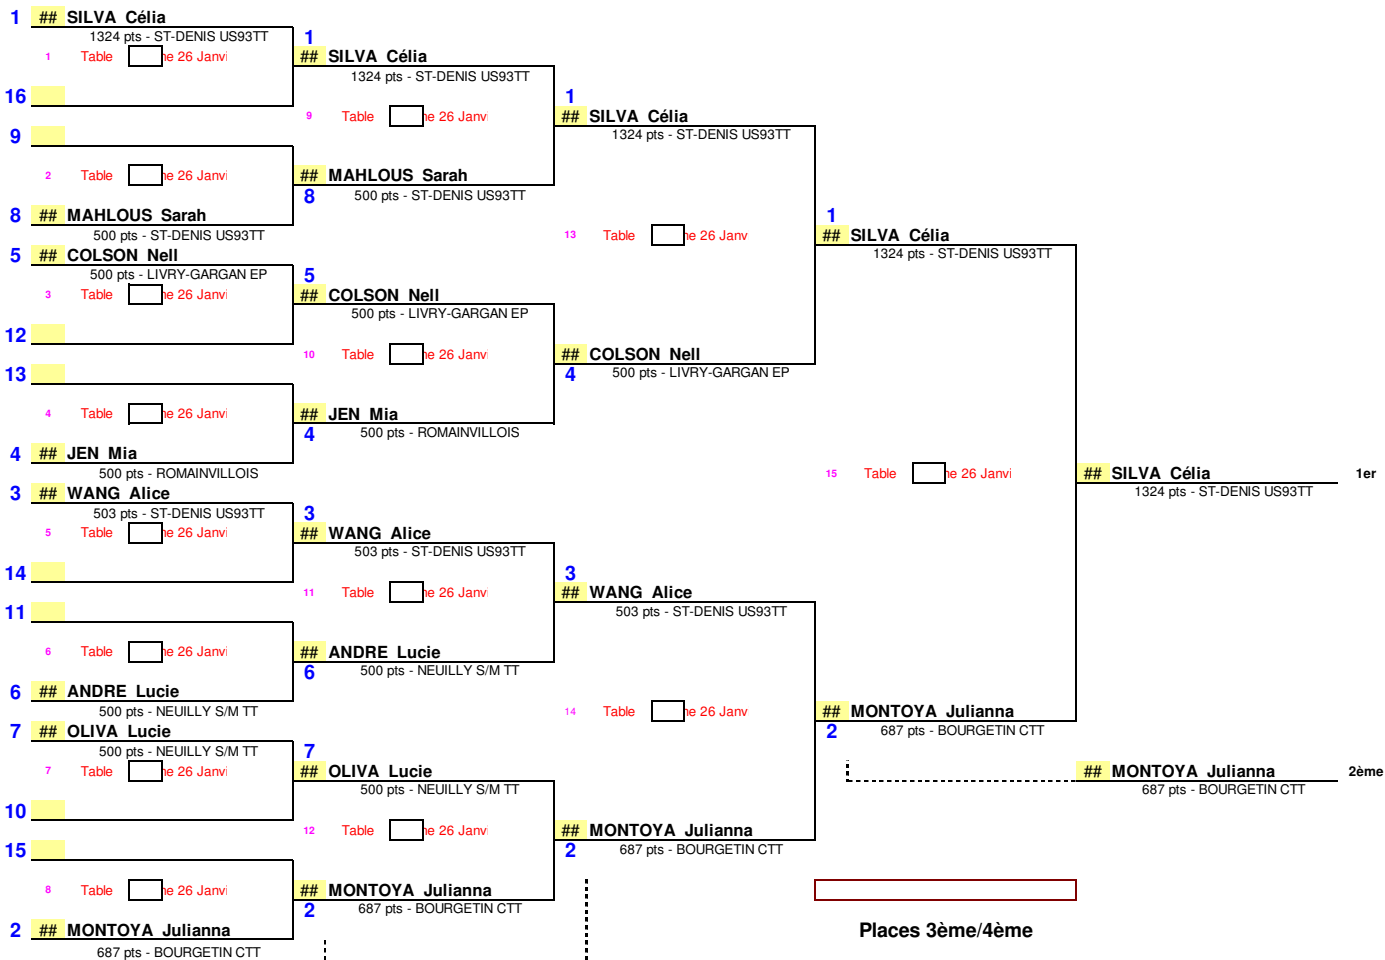 1 ## SILVA Célia
1324 pts - ST-DENIS US93TT
1 Table ne 26 Janvi
16
9
2 Table ne 26 Janvi
8 ## MAHLOUS Sarah
500 pts - ST-DENIS US93TT
5 ## COLSON Nell
500 pts - LIVRY-GARGAN EP
3 Table ne 26 Janvi
12
13
4 Table ne 26 Janvi
4 ## JEN Mia
500 pts - ROMAINVILLOIS
3 ## WANG Alice
503 pts - ST-DENIS US93TT
5 Table ne 26 Janvi
14
11
6 Table ne 26 Janvi
6 ## ANDRE Lucie
500 pts - NEUILLY S/M TT
7 ## OLIVA Lucie
500 pts - NEUILLY S/M TT
7 Table ne 26 Janvi
10
15
8 Table ne 26 Janvi
2 ## MONTOYA Julianna
687 pts - BOURGETIN CTT
1
## SILVA Célia
1324 pts - ST-DENIS US93TT
9 Table ne 26 Janvi
## MAHLOUS Sarah
8 500 pts - ST-DENIS US93TT
5
## COLSON Nell
500 pts - LIVRY-GARGAN EP
10 Table ne 26 Janvi
## JEN Mia
4 500 pts - ROMAINVILLOIS
3
## WANG Alice
503 pts - ST-DENIS US93TT
11 Table ne 26 Janvi
## ANDRE Lucie
6 500 pts - NEUILLY S/M TT
7
## OLIVA Lucie
500 pts - NEUILLY S/M TT
12 Table ne 26 Janvi
## MONTOYA Julianna
2 687 pts - BOURGETIN CTT
1
## SILVA Célia
1324 pts - ST-DENIS US93TT
13 Table ne 26 Janv
## COLSON Nell
4 500 pts - LIVRY-GARGAN EP
3
## WANG Alice
503 pts - ST-DENIS US93TT
14 Table ne 26 Janv
## MONTOYA Julianna
2 687 pts - BOURGETIN CTT
1
## SILVA Célia
1324 pts - ST-DENIS US93TT
15 Table ne 26 Janvi
## MONTOYA Julianna
2 687 pts - BOURGETIN CTT
## SILVA Célia 1er
1324 pts - ST-DENIS US93TT
## MONTOYA Julianna 2ème
687 pts - BOURGETIN CTT
Places 3ème/4ème